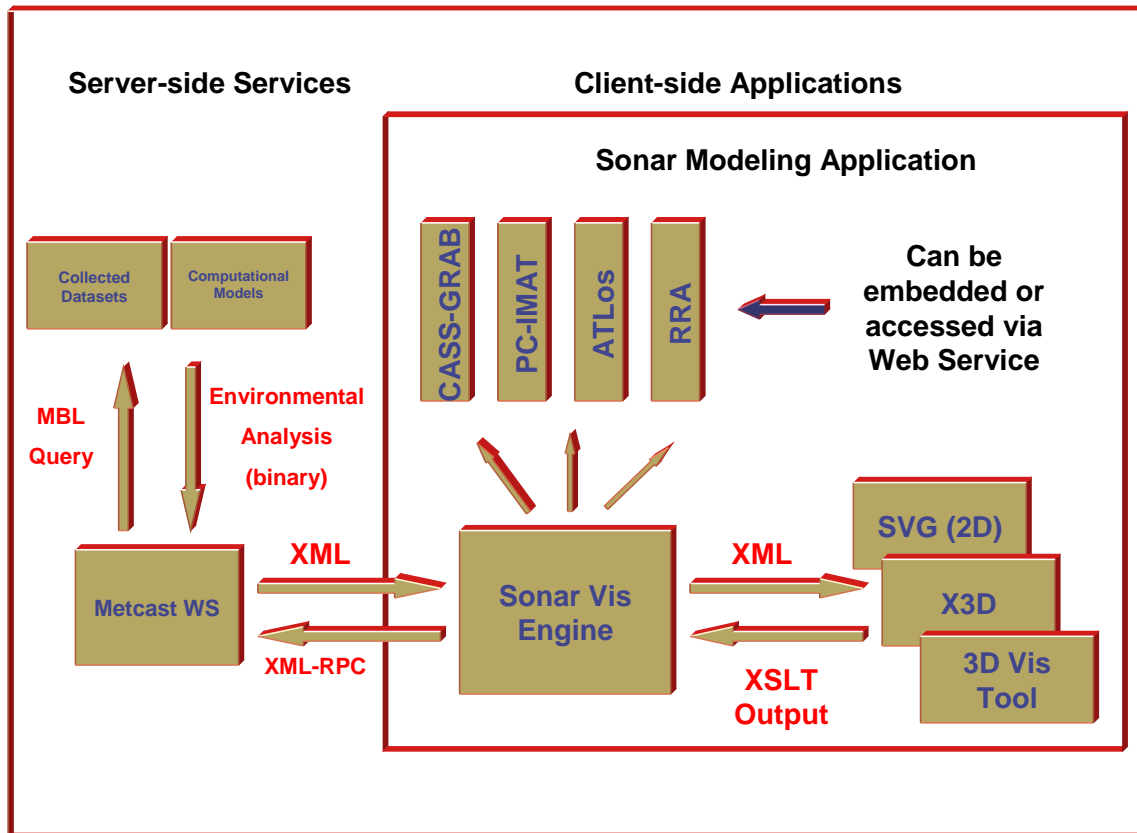 Server-side Services
Client-side Applications
Sonar Modeling Application
Collected
Datasets
Computational
Models
CASS-GRAB
PC-IMAT
ATLos
RRA
Can be
embedded or
accessed via
Web Service
MBL
Query
Environmental
Analysis
(binary)
Metcast WS
XML
XML-RPC
Sonar Vis
Engine
XML
XSLT
Output
SVG (2D)
X3D
3D Vis
Tool